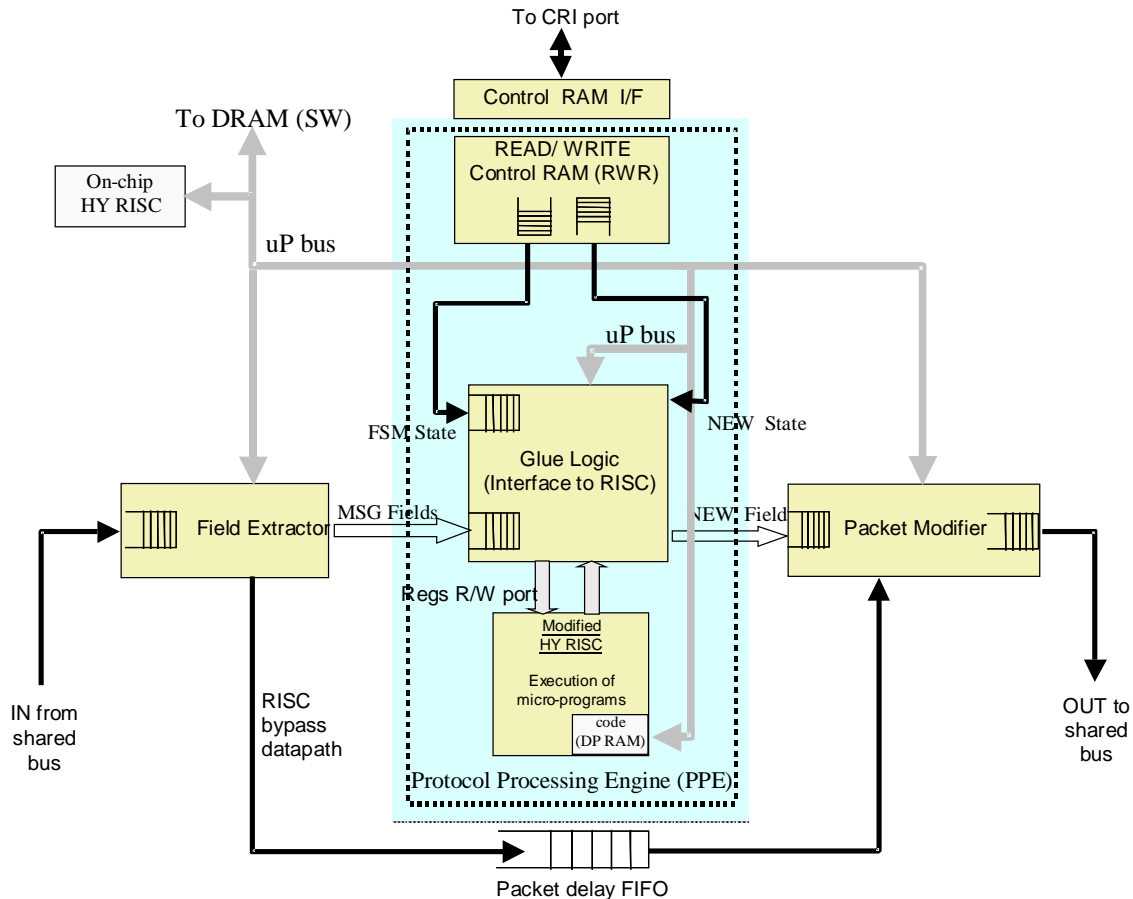 To CRI port
Control RAM I/F
To DRAM (SW)
READ/ WRITE
Control RAM (RWR)
On-chip
HY RISC
uP bus
uP bus
FSM State
NEW State
Glue Logic
(Interface to RISC)
Field Extractor
MSG Fields
NEW Field
Packet Modifier
Regs R/W port
Modified
HY RISC
Execution of
micro-programs
code
(DP RAM)
IN from
shared
bus
RISC
bypass
datapath
OUT to
shared
bus
Protocol Processing Engine (PPE)
Packet delay FIFO